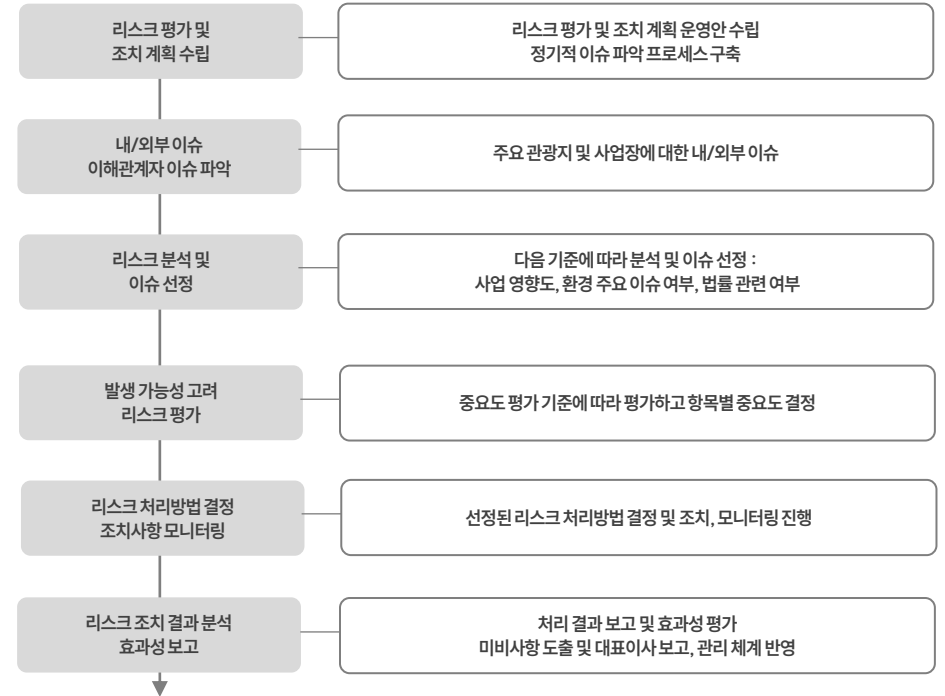 리스크 평가 및
조치 계획 수립
리스크 평가 및 조치 계획 운영안 수립
정기적 이슈 파악 프로세스 구축
내/외부 이슈
이해관계자 이슈 파악
주요 관광지 및 사업장에 대한 내/외부 이슈
리스크 분석 및
이슈 선정
다음 기준에 따라 분석 및 이슈 선정 :
사업 영향도, 환경 주요 이슈 여부, 법률 관련 여부
발생 가능성 고려
리스크 평가
중요도 평가 기준에 따라 평가하고 항목별 중요도 결정
리스크 처리방법 결정
조치사항 모니터링
선정된 리스크 처리방법 결정 및 조치, 모니터링 진행
리스크 조치 결과 분석
효과성 보고
처리 결과 보고 및 효과성 평가
미비사항 도출 및 대표이사 보고, 관리 체계 반영